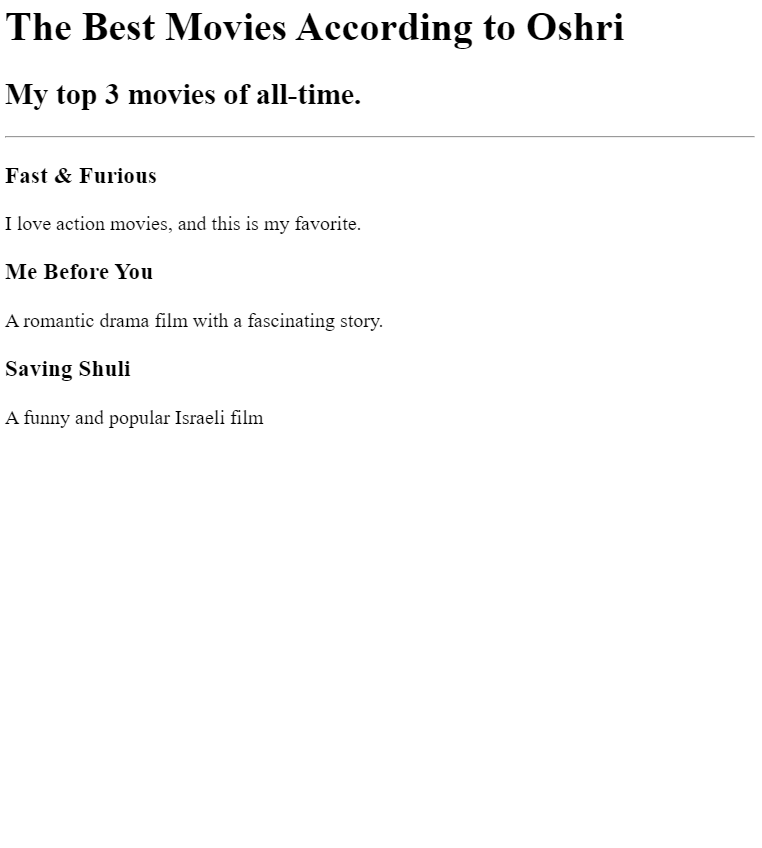 The Best Movies According to Oshri
My top 3 movies of all-time.
Fast & Furious
I love action movies, and this is my favorite.
Me Before You
A romantic drama film with a fascinating story.
Saving Shuli
A funny and popular Israeli film